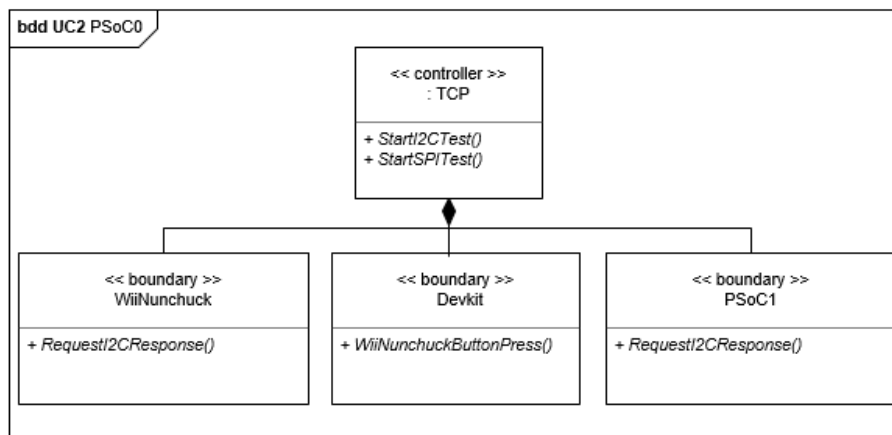 bdd UC2 PSoC0
<< controller >>
: TCP
+ StartI2CTest()
+ StartSPITest()
<< boundary >>
WiiNunchuck
+ RequestI2CResponse()
<< boundary >>
Devkit
+ WiiNunchuckButtonPress()
<< boundary >>
PSoC1
+ RequestI2CResponse()